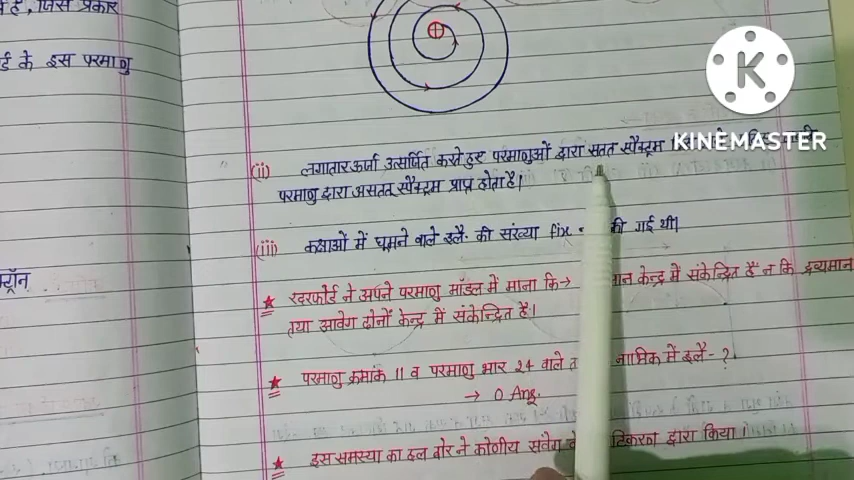 में है, जिस प्रकार
र्ड के इस परमाणु
क्ट्रॉन
K
KINEMASTER
(ii) लगातार ऊर्जा उत्सर्जित करते हुए परमाणुओं द्वारा सतत स्पैक्ट्रम
परमाणु द्वारा असतत् स्पैक्ट्रम प्राप्त होता है।
(iii) कक्षाओं में घूमने वाले इलै. की संख्या fix की गई थी।
★ रदरफोर्ड ने अपने परमाणु मॉडल में माना कि→ केन्द्र में संकेन्द्रित हैं न कि द्रव्यमान
तथा आवेग दोनों केन्द्र में संकेन्द्रित है।
★ परमाणु क्रमांक 11 व परमाणु भार 24 वाले नाभिक में इलै- ?
→ 0 Ang.
★ इस समस्या का हल बोर ने कोणीय संवेग द्वारा किया।